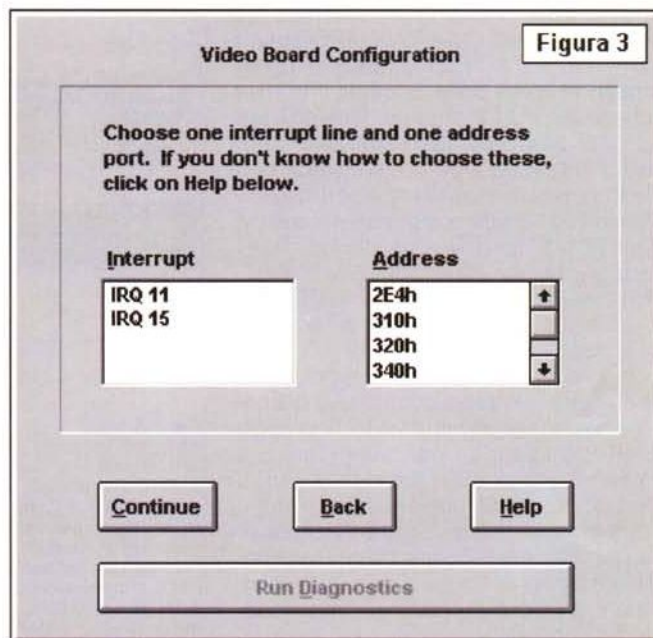 Figura 3
Video Board Configuration
Choose one interrupt line and one address
port. If you don't know how to choose these,
click on Help below.
Interrupt
IRQ 11
IRQ 15
Address
2E4h
310h
320h
340h
Continue
Back
Help
Run Diagnostics